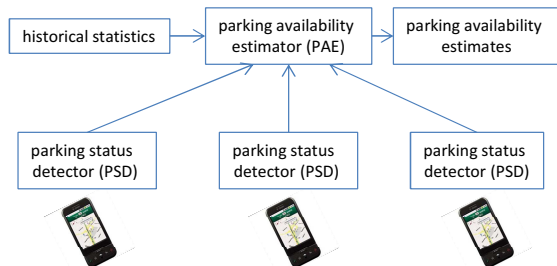 historical statistics
parking availability
estimator (PAE)
parking availability
estimates
parking status
detector (PSD)
parking status
detector (PSD)
parking status
detector (PSD)